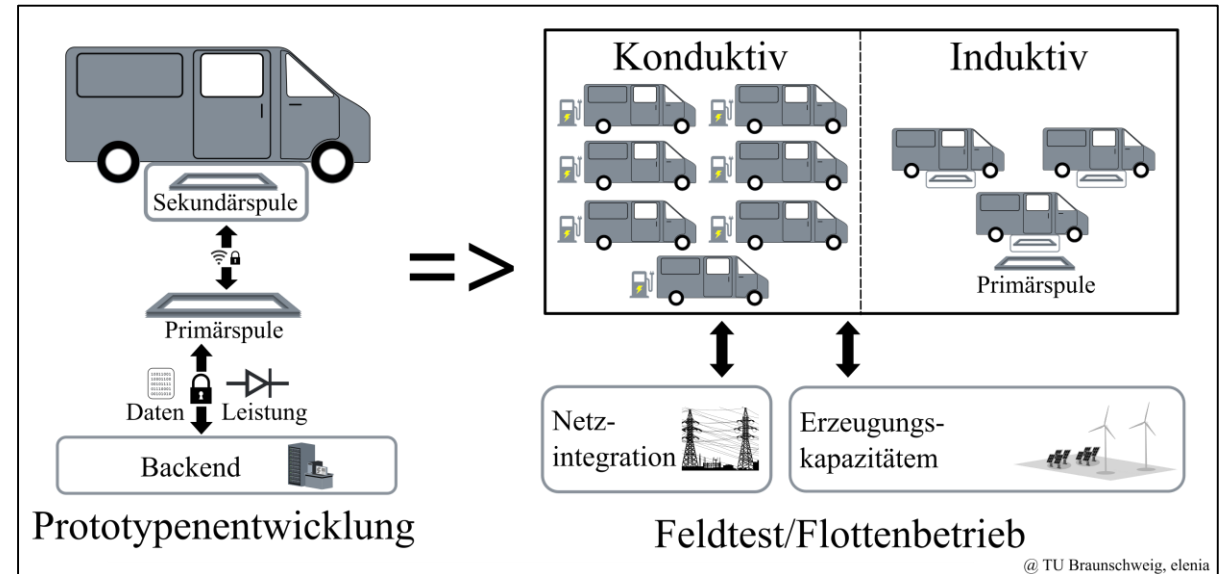 Sekundärspule
Primärspule
Daten
Leistung
Backend
Prototypenentwicklung
=>
Konduktiv
Induktiv
Primärspule
Netz-
integration
Erzeugungs-
kapazitätem
Feldtest/Flottenbetrieb
@ TU Braunschweig, elenia